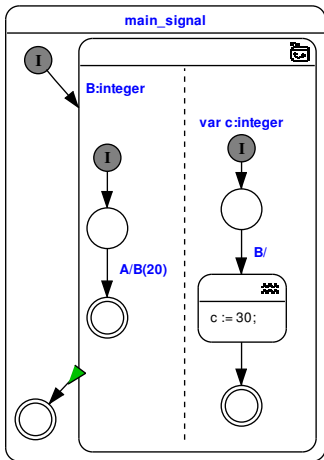 main_signal
I
B:integer
var c:integer
I
I
A/B(20)
B/
c := 30;